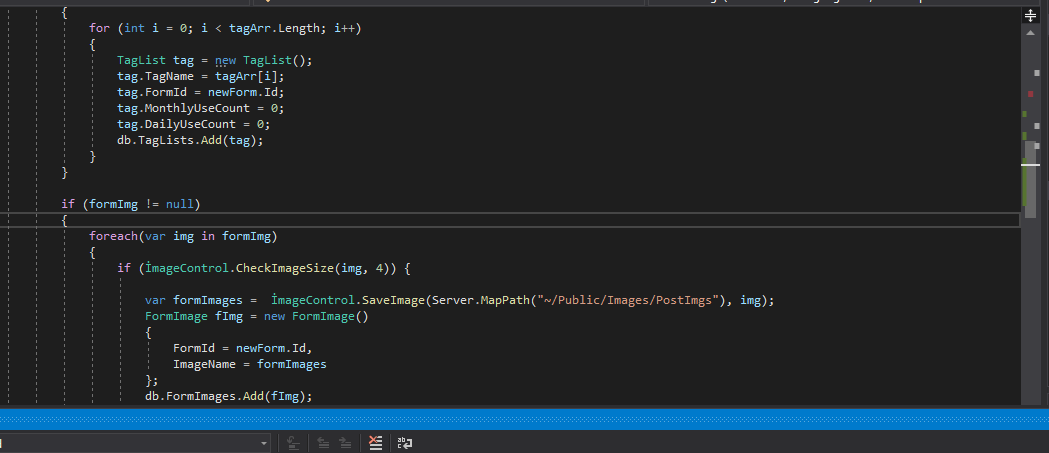 {
for (int i = 0; i < tagArr.Length; i++)
{
TagList tag = new TagList();
tag.TagName = tagArr[i];
tag.FormId = newForm.Id;
tag.MonthlyUseCount = 0;
tag.DailyUseCount = 0;
db.TagLists.Add(tag);
}
}
if (formImg != null)
{
foreach(var img in formImg)
{
if (İmageControl.CheckImageSize(img, 4)) {
var formImages =  İmageControl.SaveImage(Server.MapPath("~/Public/Images/PostImgs"), img);
FormImage fImg = new FormImage()
{
FormId = newForm.Id,
ImageName = formImages
};
db.FormImages.Add(fImg);